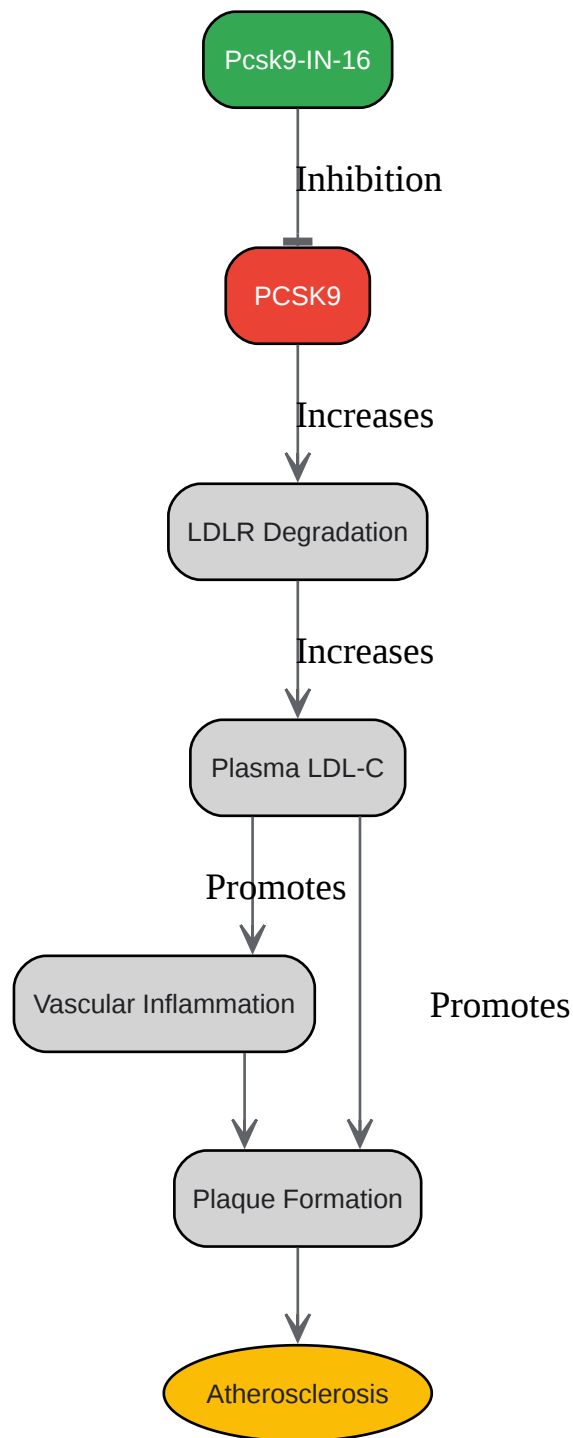 Pcsk9-IN-16
Inhibition
PCSK9
Increases
LDLR Degradation
Increases
Plasma LDL-C
Promotes
Vascular Inflammation
Promotes
Plaque Formation
Atherosclerosis